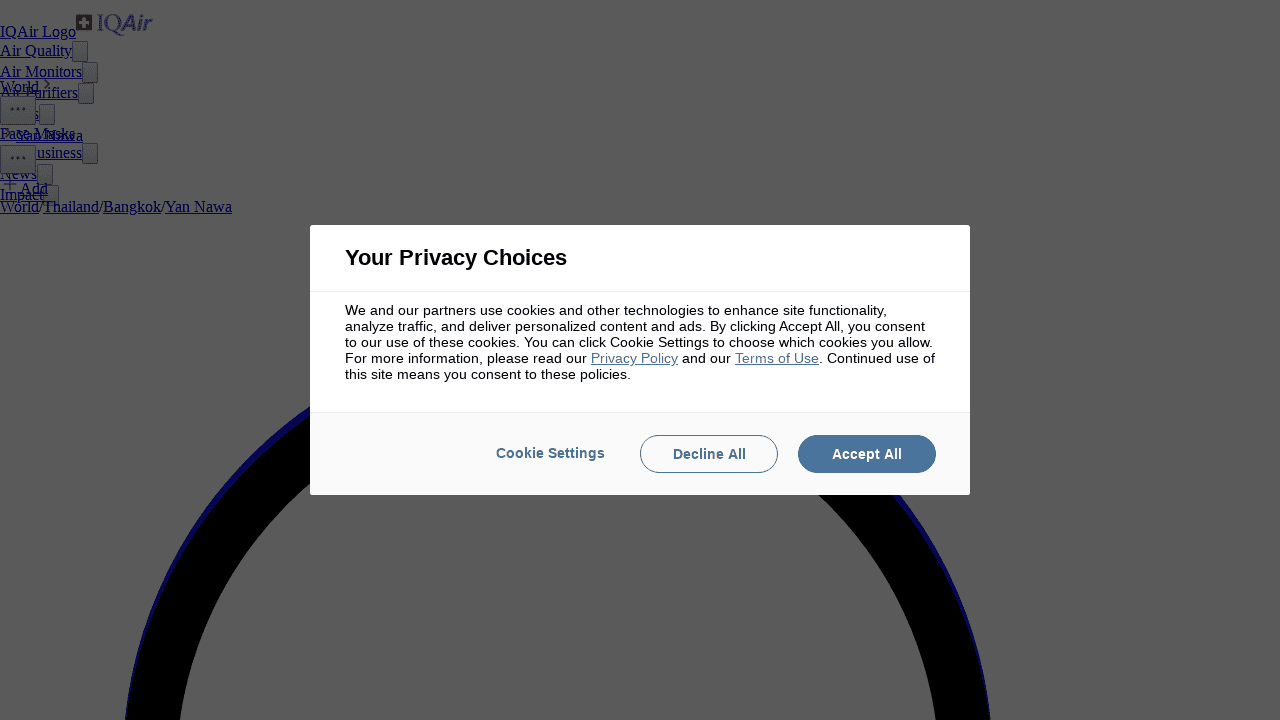 IQAir Logo IQAir
Air Quality
Air Monitors
World
Air Purifiers
Face Masks
Yan Nawa
News
Add
Impact
World/Thailand/Bangkok/Yan Nawa
Your Privacy Choices
We and our partners use cookies and other technologies to enhance site functionality,
analyze traffic, and deliver personalized content and ads. By clicking Accept All, you consent
to our use of these cookies. You can click Cookie Settings to choose which cookies you allow.
For more information, please read our Privacy Policy and our Terms of Use. Continued use of
this site means you consent to these policies.
Cookie Settings
Decline All
Accept All